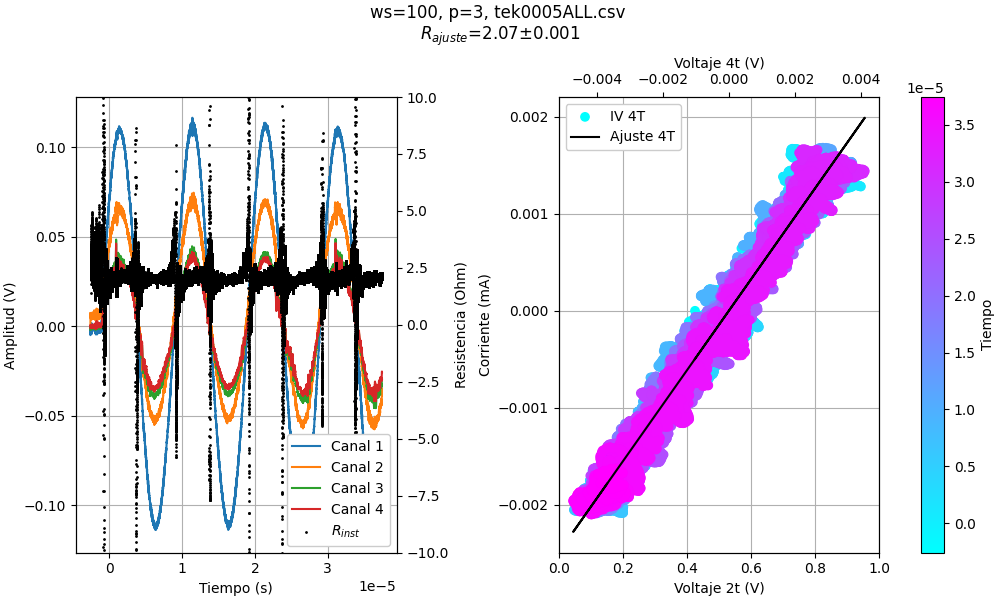 ws=100, p=3, tek0005ALL.csv
R_ajuste=2.07±0.001
Amplitud (V)
0.10
0.05
0.00
−0.05
−0.10
0 1 2 3
1e−5
Tiempo (s)
10.0
7.5
5.0
2.5
0.0
−2.5
−5.0
−7.5
−10.0
Resistencia (Ohm)
Canal 1
Canal 2
Canal 3
Canal 4
R_inst
Voltaje 4t (V)
−0.004 −0.002 0.000 0.002 0.004
IV 4T
Ajuste 4T
Corriente (mA)
0.002
0.001
0.000
−0.001
−0.002
0.0 0.2 0.4 0.6 0.8 1.0
Voltaje 2t (V)
1e−5
3.5
3.0
2.5
2.0
1.5
1.0
0.5
0.0
Tiempo